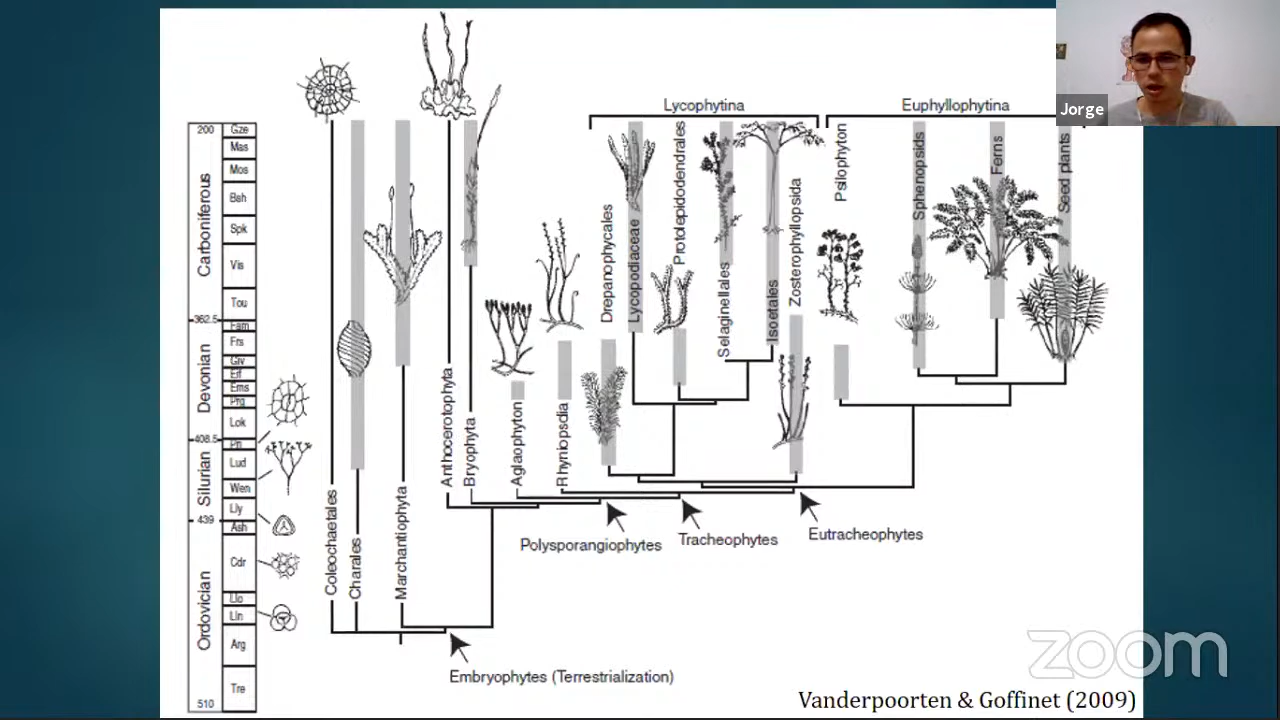 Jorge
Lycophytina
Euphyllophytina
200
Gze
Mas
Mos
Bsh
Spk
Vis
Tou
362.5
Fam
Frs
Giv
Eif
Ems
Prg
Lok
408.5
Pri
Lud
Wen
Lly
439
Ash
Cdr
Llo
Lln
Arg
Tre
510
Carboniferous
Devonian
Silurian
Ordovician
Coleochaetales
Charales
Marchantiophyta
Anthocerotophyta
Bryophyta
Aglaophyton
Rhyniopsdia
Drepanophycales
Lycopodiaceae
Protolepidodendrales
Selaginellales
Isoetales
Zosterophyllopsida
Psilophyton
Sphenopsids
Ferns
Seed plants
Polysporangiophytes
Tracheophytes
Eutracheophytes
Embryophytes (Terrestrialization)
zoom
Vanderpoorten & Goffinet (2009)